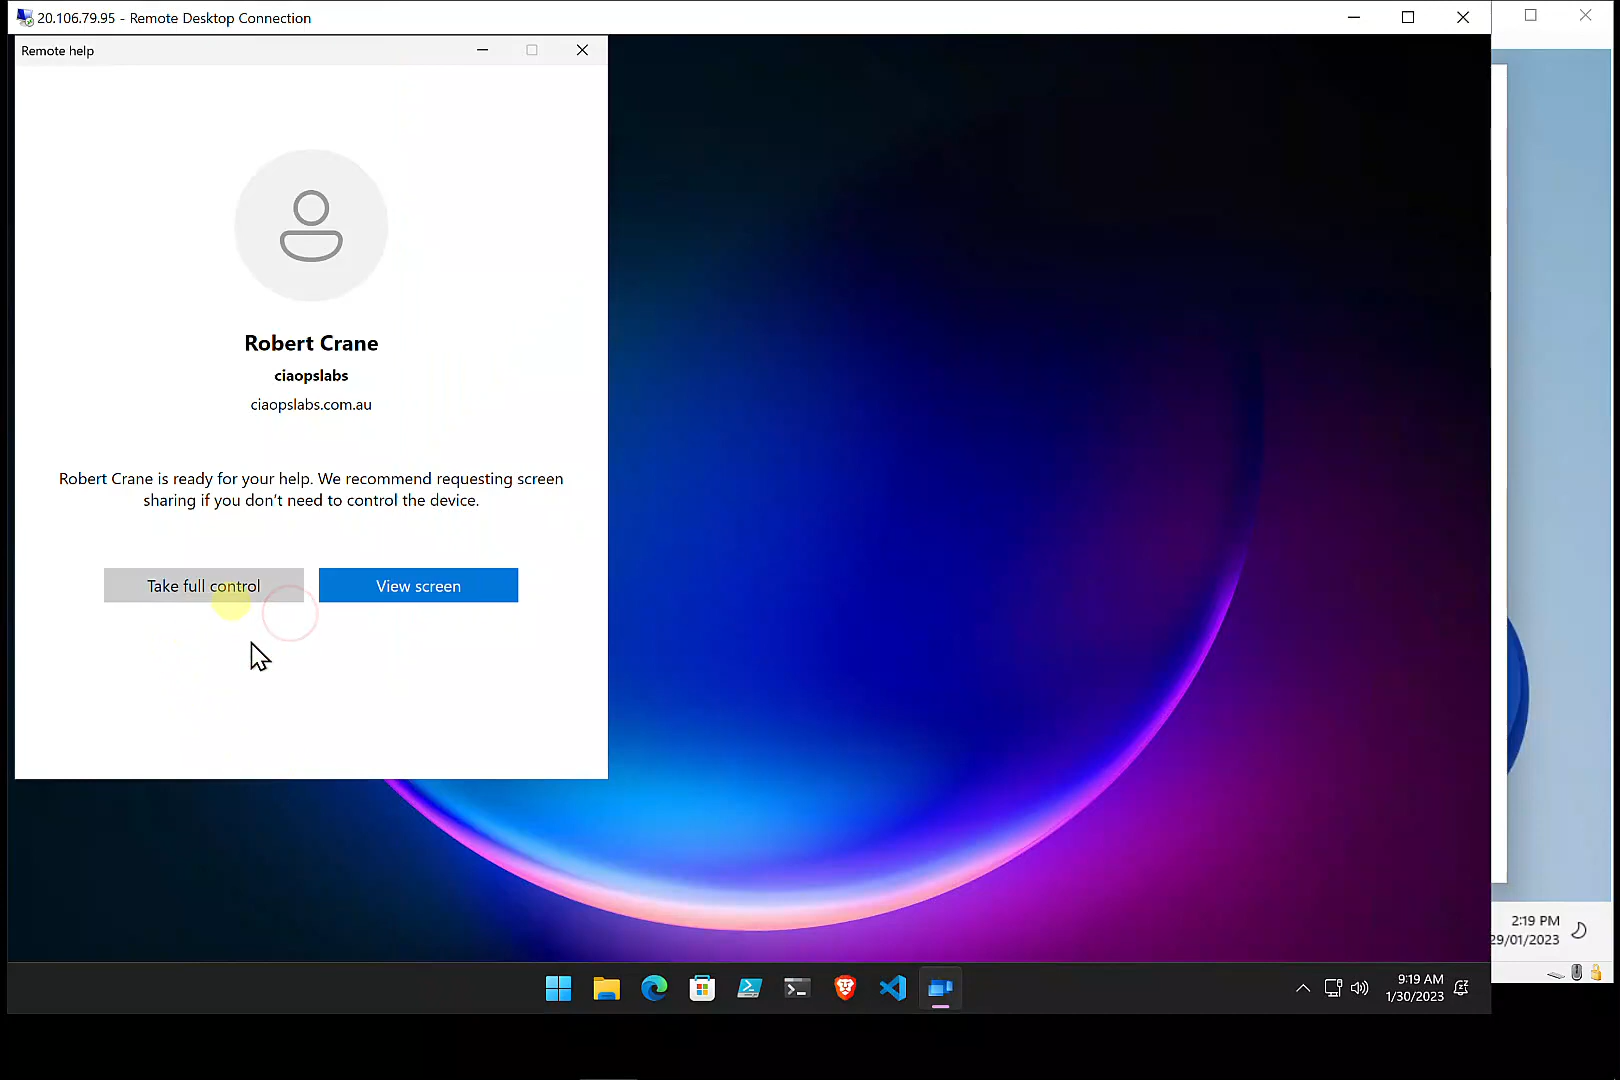 20.106.79.95 - Remote Desktop Connection
Remote help
Robert Crane
ciaopslabs
ciaopslabs.com.au
Robert Crane is ready for your help. We recommend requesting screen
sharing if you don't need to control the device.
Take full control
View screen
2:19 PM
29/01/2023
9:19 AM
1/30/2023